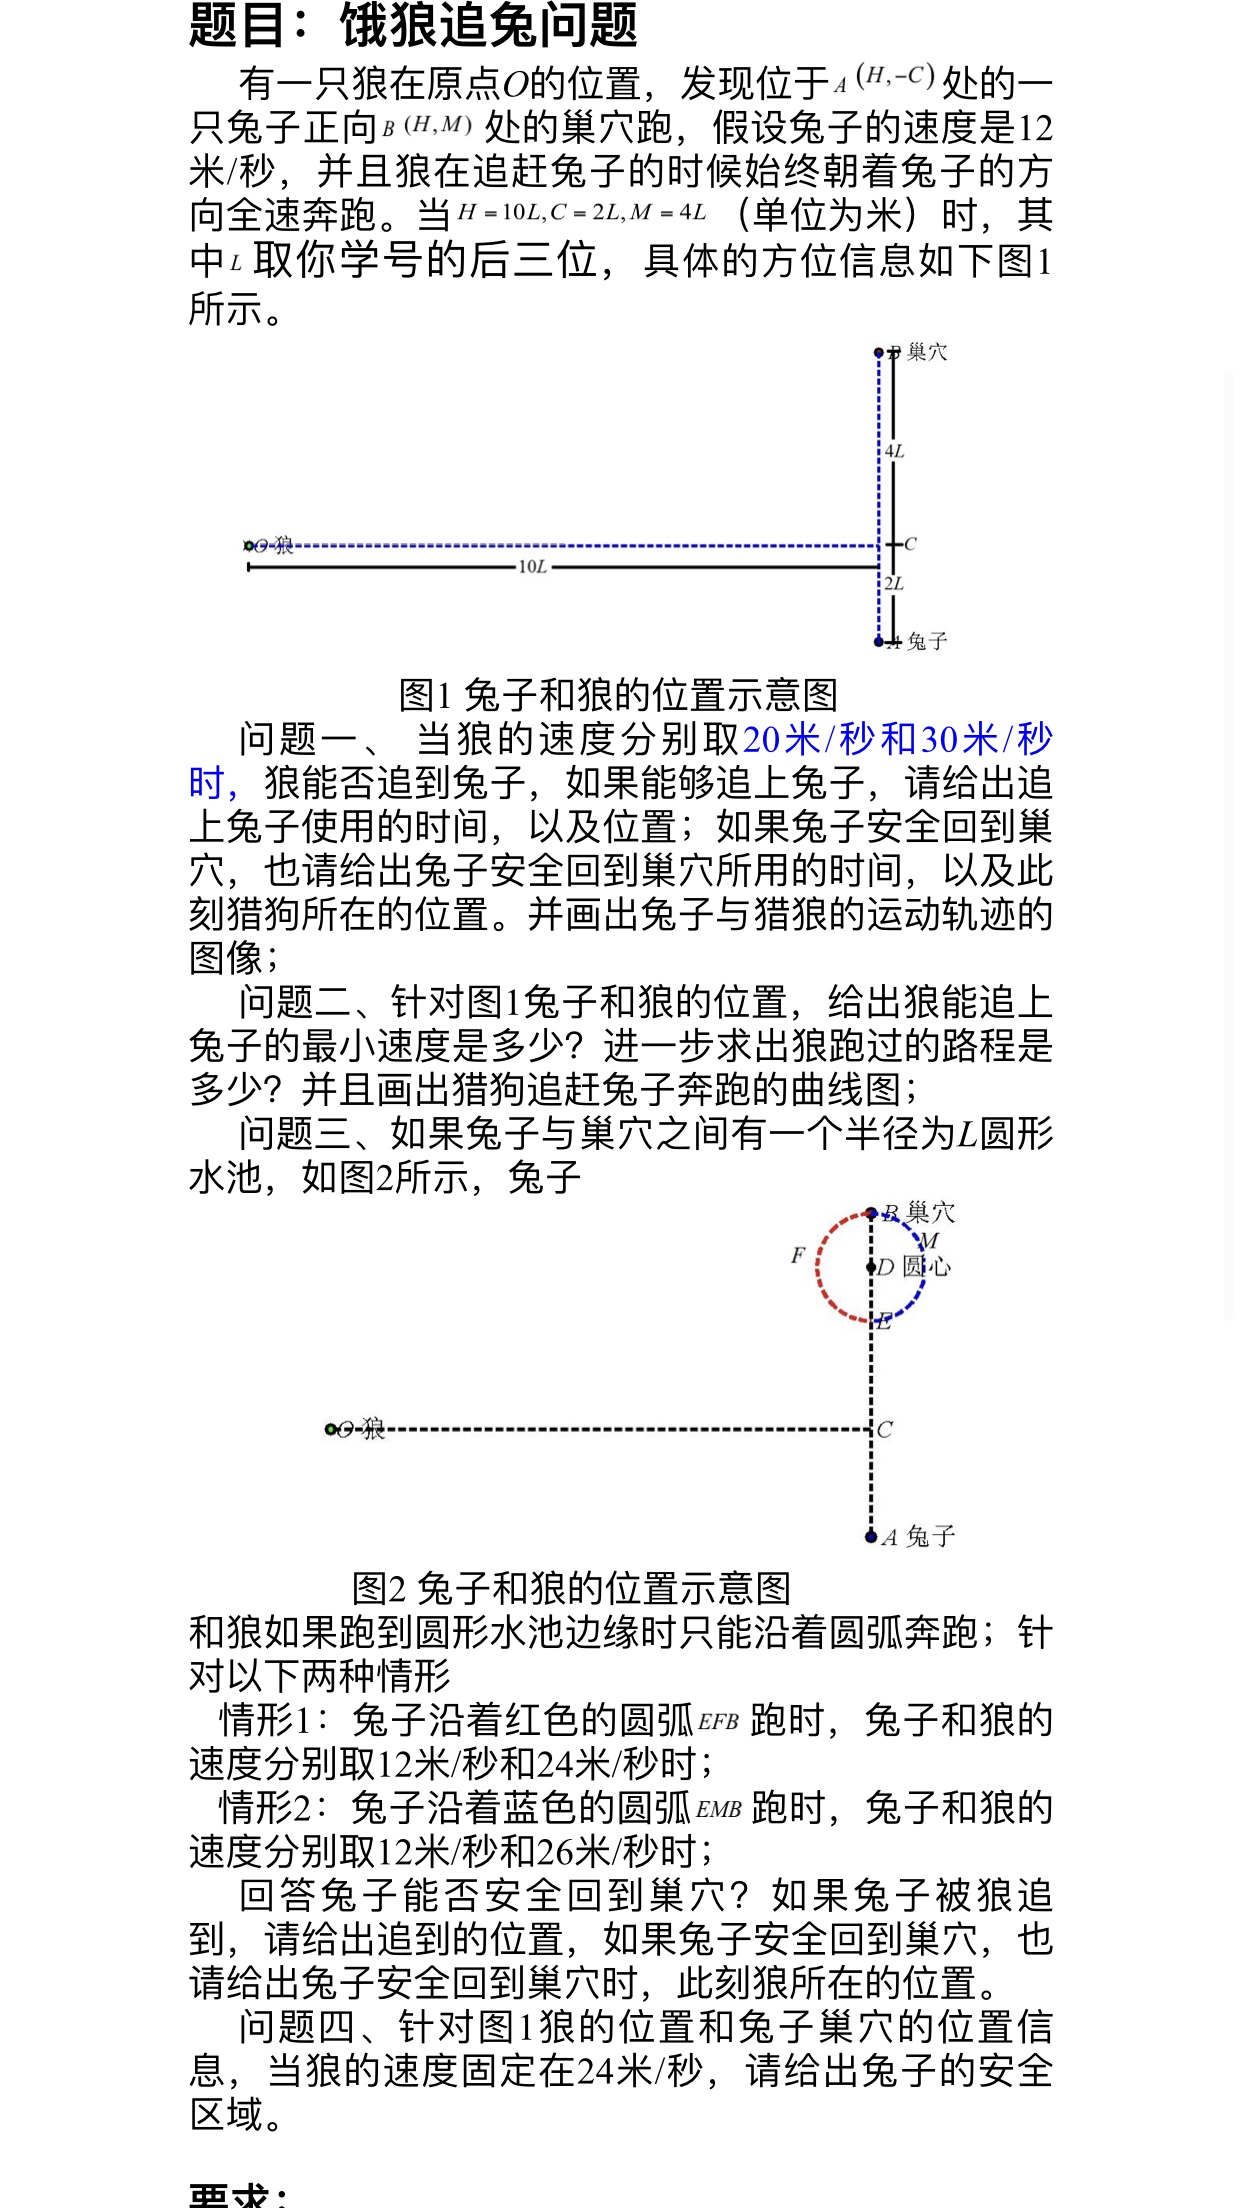 题目：饿狼追兔问题
有一只狼在原点O的位置，发现位于A (H,−C) 处的一
只兔子正向B (H,M) 处的巢穴跑，假设兔子的速度是12
米/秒，并且狼在追赶兔子的时候始终朝着兔子的方
向全速奔跑。当H = 10L,C = 2L,M = 4L （单位为米）时，其
中L取你学号的后三位，具体的方位信息如下图1
所示。
B 巢穴
4L
O 狼
C
10L
2L
A 兔子
图1 兔子和狼的位置示意图
问题一、 当狼的速度分别取20米/秒和30米/秒
时，狼能否追到兔子，如果能够追上兔子，请给出追
上兔子使用的时间，以及位置；如果兔子安全回到巢
穴，也请给出兔子安全回到巢穴所用的时间，以及此
刻猎狗所在的位置。并画出兔子与猎狼的运动轨迹的
图像；
问题二、针对图1兔子和狼的位置，给出狼能追上
兔子的最小速度是多少？进一步求出狼跑过的路程是
多少？并且画出猎狗追赶兔子奔跑的曲线图；
问题三、如果兔子与巢穴之间有一个半径为L圆形
水池，如图2所示，兔子
B 巢穴
M
F
D 圆心
E
O 狼
C
A 兔子
图2 兔子和狼的位置示意图
和狼如果跑到圆形水池边缘时只能沿着圆弧奔跑；针
对以下两种情形
情形1：兔子沿着红色的圆弧EFB 跑时，兔子和狼的
速度分别取12米/秒和24米/秒时；
情形2：兔子沿着蓝色的圆弧EMB 跑时，兔子和狼的
速度分别取12米/秒和26米/秒时；
回答兔子能否安全回到巢穴？如果兔子被狼追
到，请给出追到的位置，如果兔子安全回到巢穴，也
请给出兔子安全回到巢穴时，此刻狼所在的位置。
问题四、针对图1狼的位置和兔子巢穴的位置信
息，当狼的速度固定在24米/秒，请给出兔子的安全
区域。
要求：